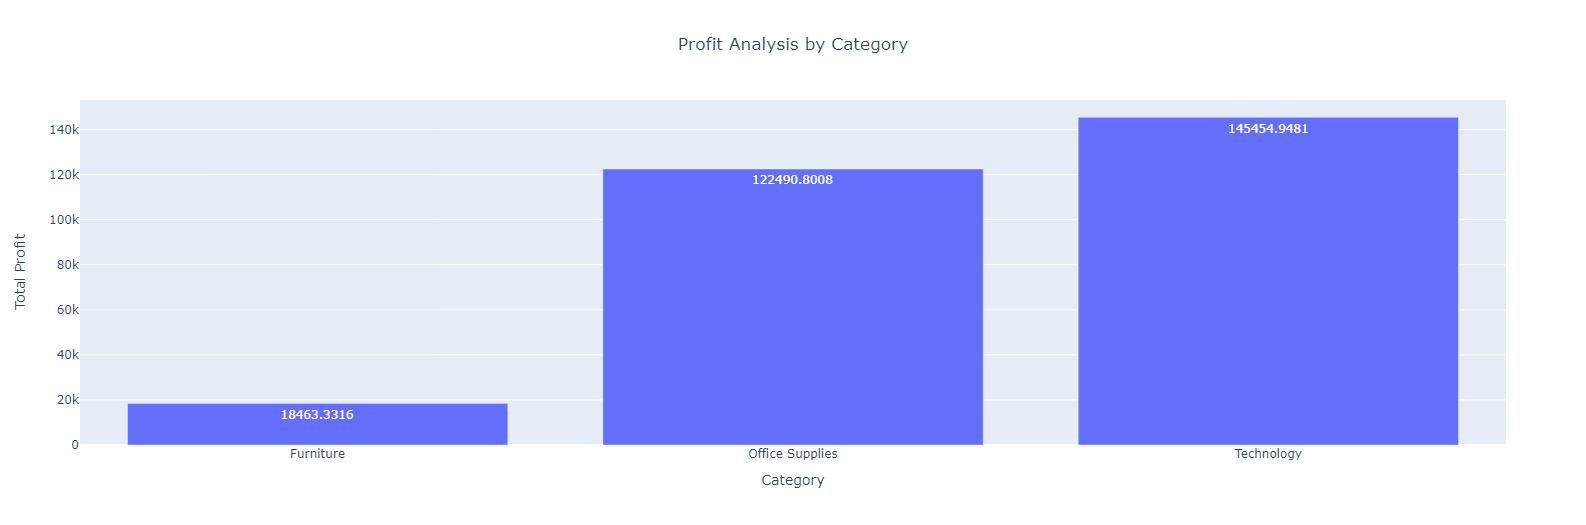 Profit Analysis by Category
Total Profit
140k
120k
100k
80k
60k
40k
20k
0
18463.3316
122490.8008
145454.9481
Furniture
Office Supplies
Technology
Category